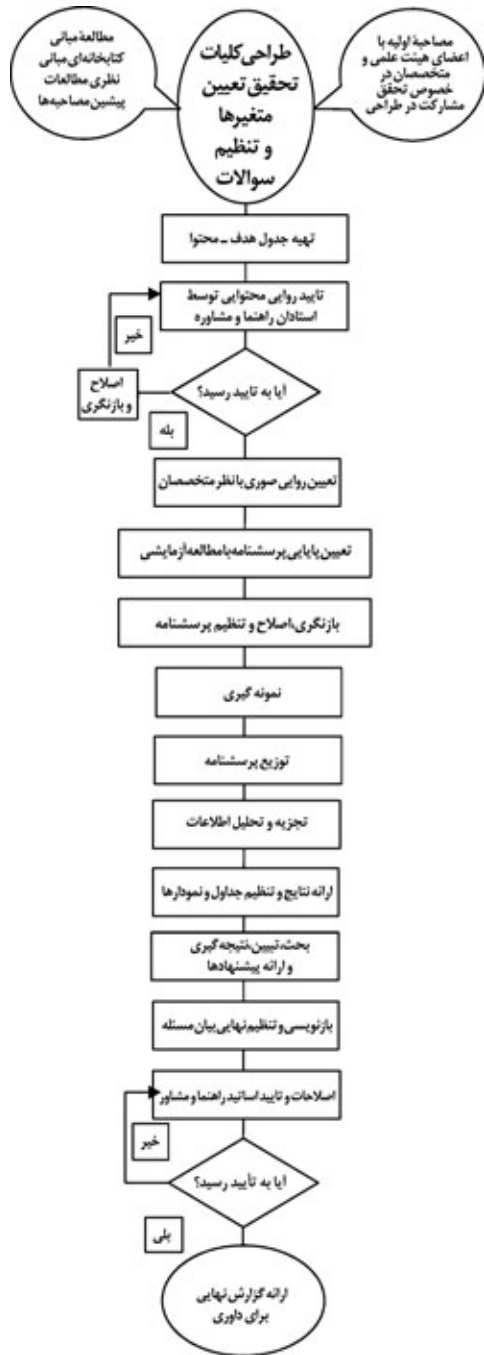 مصاحبهٔ اولیه با
اعضای هیئت علمی و
متخصصان در
خصوص تحقق
مشارکت در طراحی
طراحی کلیات
تحقیق تعیین
متغیرها
و تنظیم
سوالات
مطالعهٔ مبانی
کتابخانه‌ای مبانی
نظری مطالعات
پیشین مصاحبه‌ها
تهیه جدول هدف ـ محتوا
تایید روایی محتوایی توسط
استادان راهنما و مشاوره
خیر
آیا به تایید رسید؟
اصلاح
و بازنگری
بله
تعیین روایی صوری با نظر متخصصان
تعیین پایایی پرسشنامه با مطالعه آزمایشی
بازنگری، اصلاح و تنظیم پرسشنامه
نمونه گیری
توزیع پرسشنامه
تجزیه و تحلیل اطلاعات
ارائه نتایج و تنظیم جداول و نمودارها
بحث، تبیین، نتیجه گیری
و ارائه پیشنهادها
بازنویسی و تنظیم نهایی بیان مسئله
اصلاحات و تایید اساتید راهنما و مشاور
خیر
آیا به تأیید رسید؟
بلی
ارائه گزارش نهایی
برای داوری